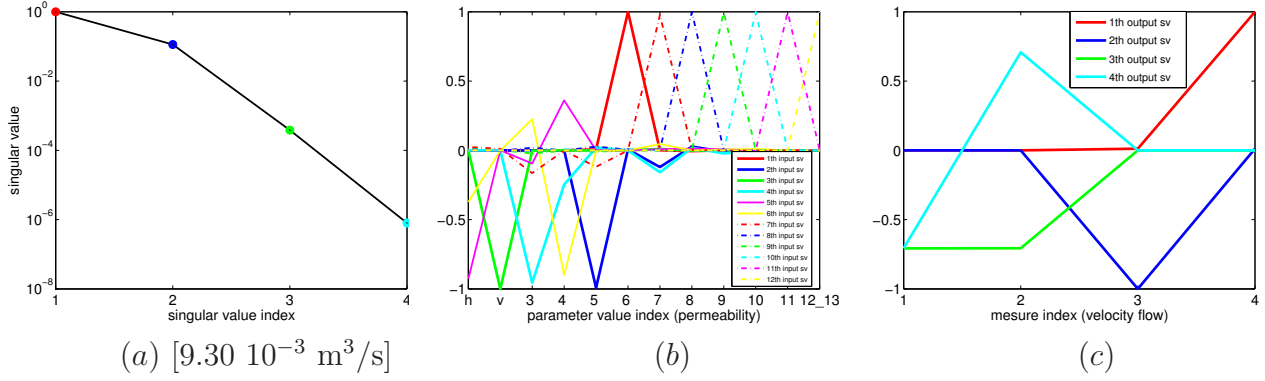 10^0
10^−2
10^−4
10^−6
10^−8
singular value
1 2 3 4
singular value index
(a) [9.30 10^−3 m^3/s]
1
0.5
0
−0.5
−1
h v 3 4 5 6 7 8 9 10 11 12_13
parameter value index (permeability)
1th input sv
2th input sv
3th input sv
4th input sv
5th input sv
6th input sv
7th input sv
8th input sv
9th input sv
10th input sv
11th input sv
12th input sv
(b)
1
0.5
0
−0.5
−1
1 2 3 4
mesure index (velocity flow)
1th output sv
2th output sv
3th output sv
4th output sv
(c)